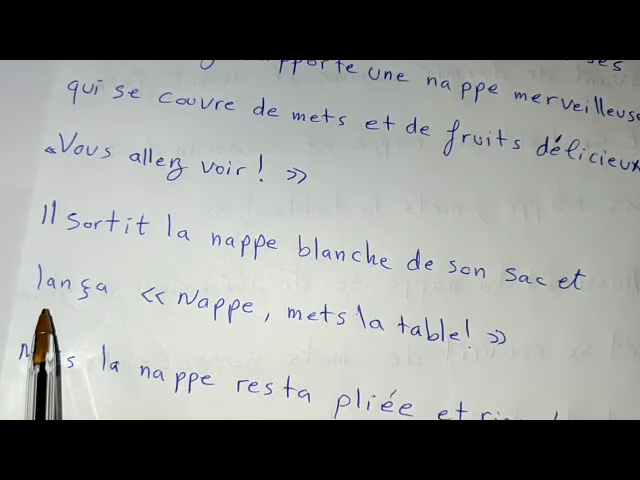 une nappe merveilleuse
qui se couvre de mets et de fruits délicieux
«Vous allez voir! »
Il sortit la nappe blanche de son sac et
lança << Nappe, mets la table! >>
la nappe resta pliée et